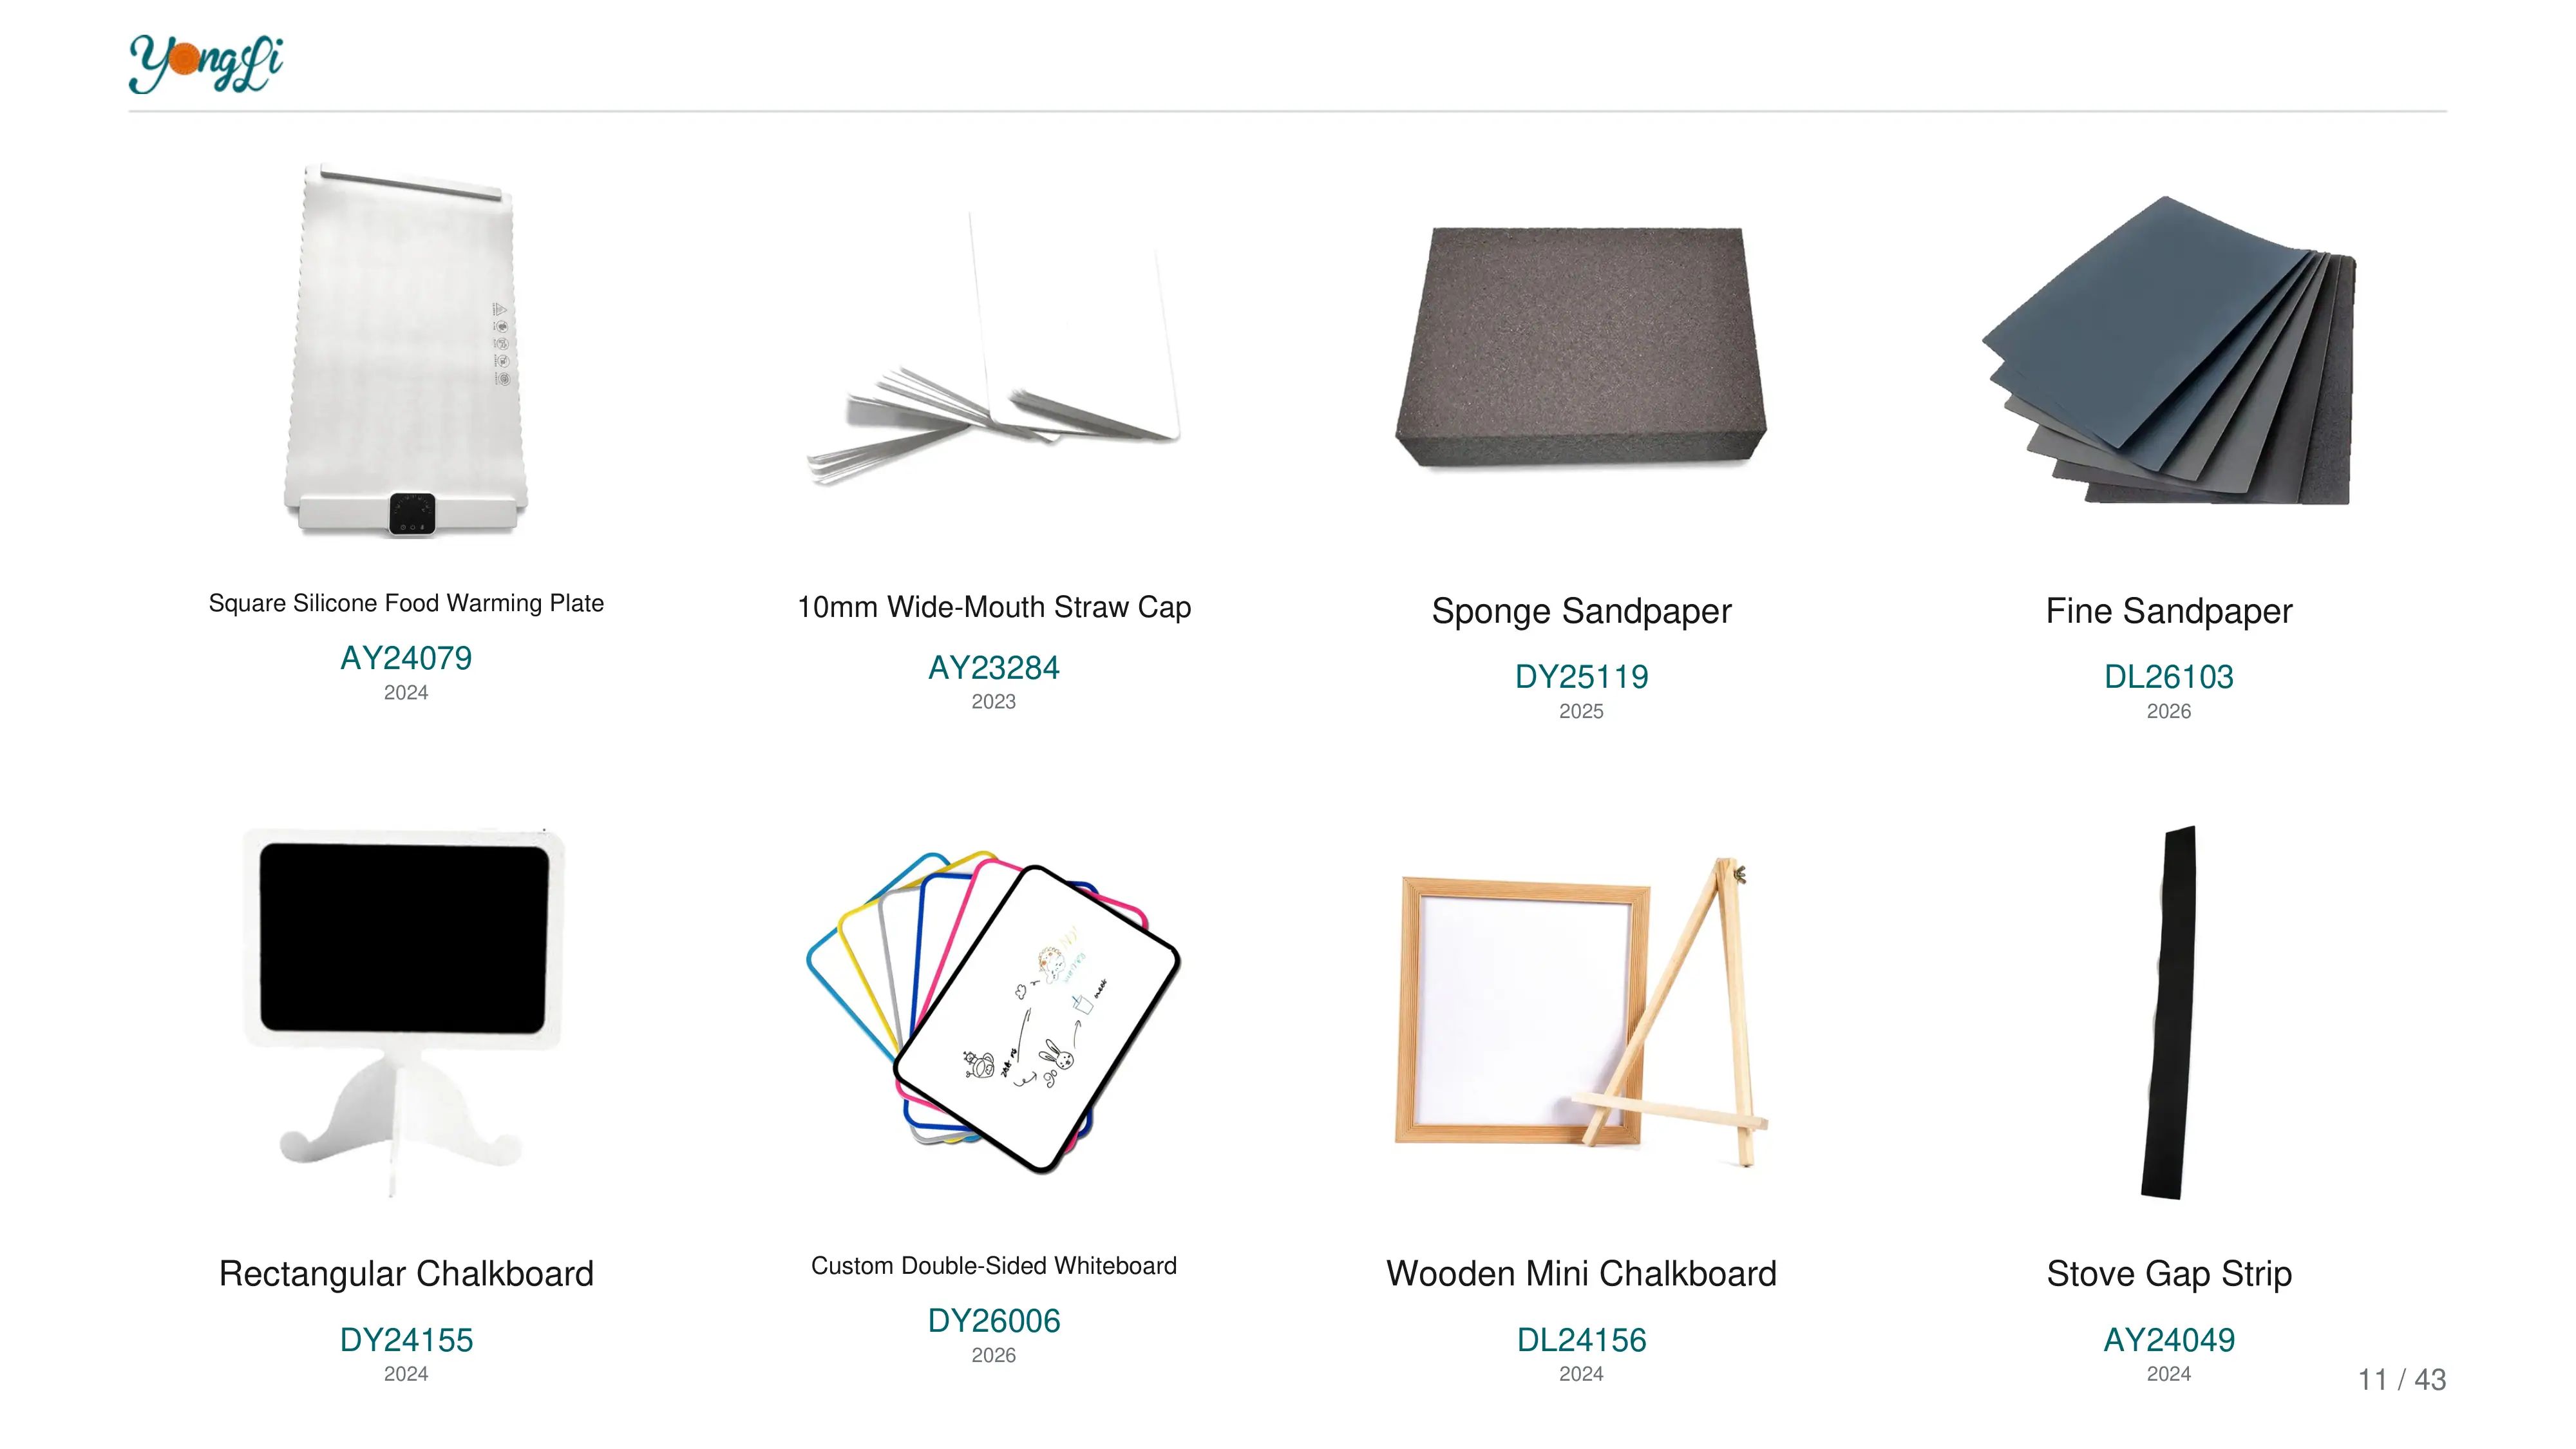 YongLi
Square Silicone Food Warming Plate
AY24079
2024
10mm Wide-Mouth Straw Cap
AY23284
2023
Sponge Sandpaper
DY25119
2025
Fine Sandpaper
DL26103
2026
Rectangular Chalkboard
DY24155
2024
Custom Double-Sided Whiteboard
DY26006
2026
Wooden Mini Chalkboard
DL24156
2024
Stove Gap Strip
AY24049
2024
11 / 43